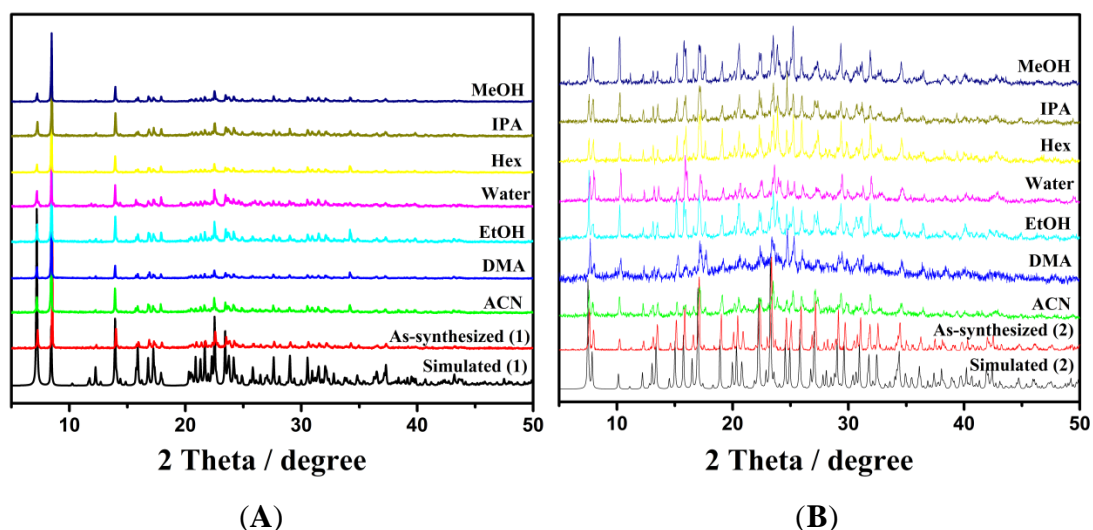 MeOH
IPA
Hex
Water
EtOH
DMA
ACN
As-synthesized (1)
Simulated (1)
10 20 30 40 50
2 Theta / degree
(A)
MeOH
IPA
Hex
Water
EtOH
DMA
ACN
As-synthesized (2)
Simulated (2)
10 20 30 40 50
2 Theta / degree
(B)